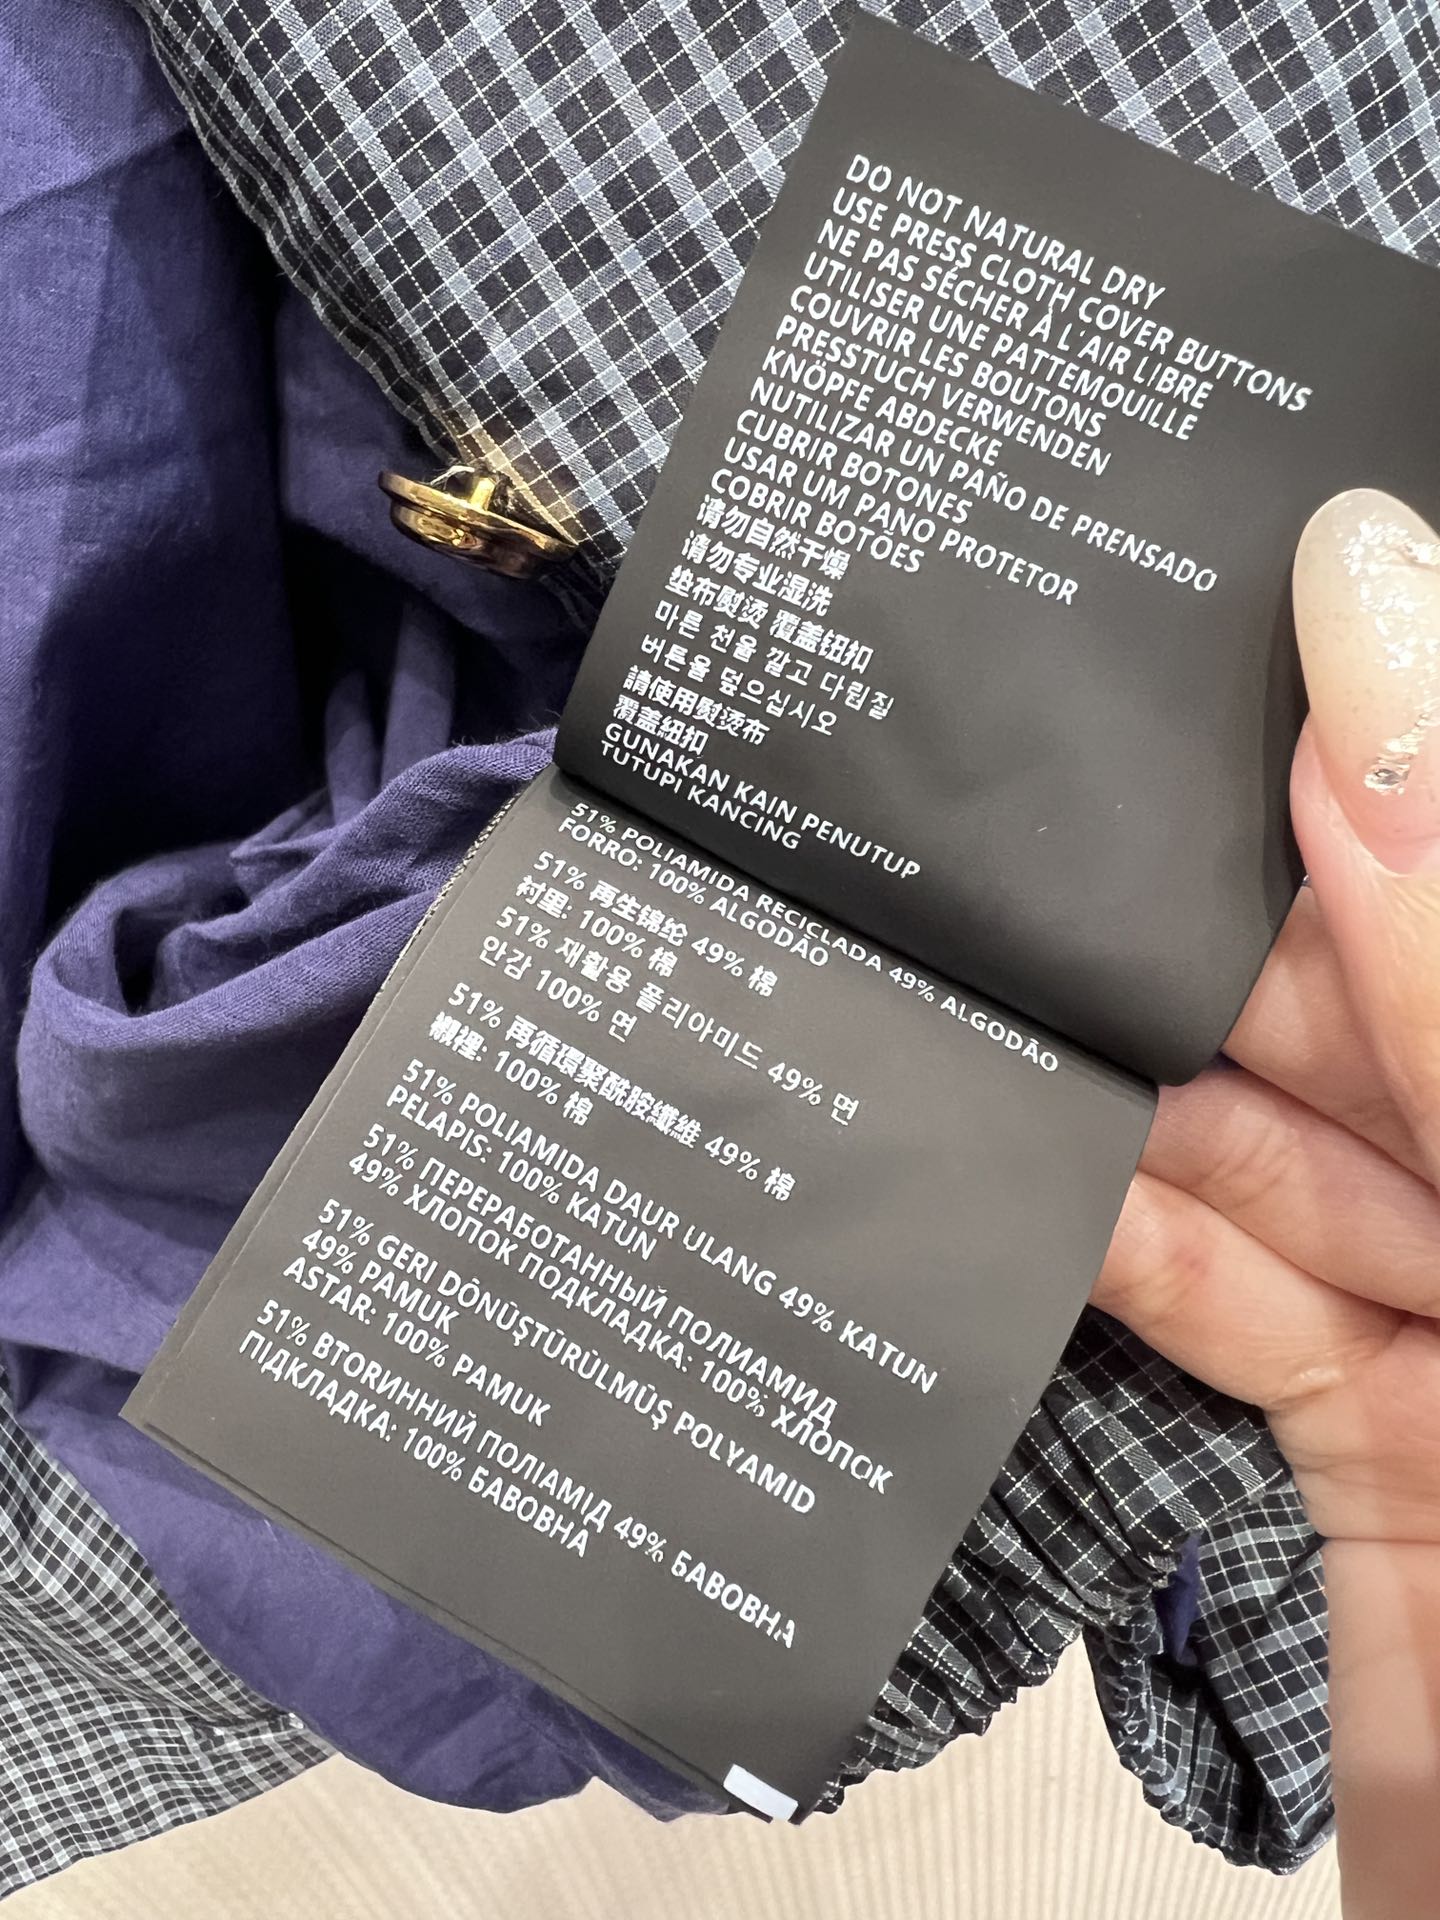 DO NOT NATURAL DRY
USE PRESS CLOTH COVER BUTTONS
NE PAS SÉCHER À L'AIR LIBRE
UTILISER UNE PATTEMOUILLE
COUVRIR LES BOUTONS
PRESSTUCH VERWENDEN
KNÖPFE ABDECKE
NUTILIZAR UN PAÑO DE PRENSADO
CUBRIR BOTONES
USAR UM PANO PROTETOR
COBRIR BOTÕES
请勿自然干燥
请勿专业湿洗
垫布熨烫 覆盖钮扣
마른 천을 깔고 다림질
버튼을 덮으십시오
請使用熨燙布
覆盖紐扣
GUNAKAN KAIN PENUTUP
TUTUPI KANCING
51% POLIAMIDA RECICLADA 49% ALGODÃO
FORRO: 100% ALGODÃO
51% 再生锦纶 49% 棉
衬里: 100% 棉
51% 재활용 폴리아미드 49% 면
안감 100% 면
51% 再循環聚酰胺纖維 49% 棉
襯裡: 100% 棉
51% POLIAMIDA DAUR ULANG 49% KATUN
PELAPIS: 100% KATUN
51% ПЕРЕРАБОТАННЫЙ ПОЛИАМИД
49% ХЛОПОК ПОДКЛАДКА: 100% ХЛОПОК
51% GERI DÖNÜŞTÜRÜLMÜŞ POLYAMID
49% PAMUK
ASTAR: 100% PAMUK
51% ВТОРИННИЙ ПОЛІАМІД 49% БАВОВНА
ПІДКЛАДКА: 100% БАВОВНА